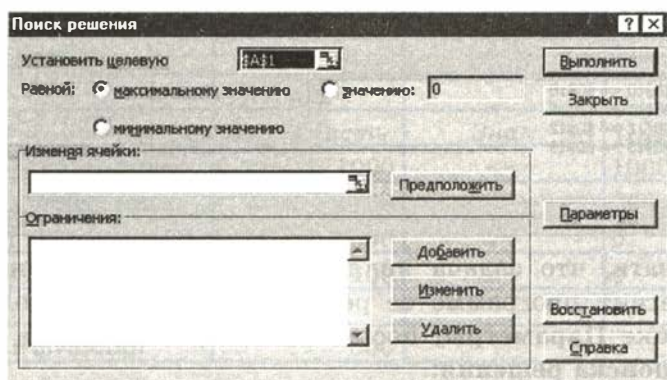 Поиск решения
Установить целевую $A$1 Выполнить
Равной: максимальному значению значению: 0 Закрыть
минимальному значению
Изменяя ячейки:
Предположить
Параметры
Ограничения:
Добавить
Изменить
Восстановить
Удалить
Справка